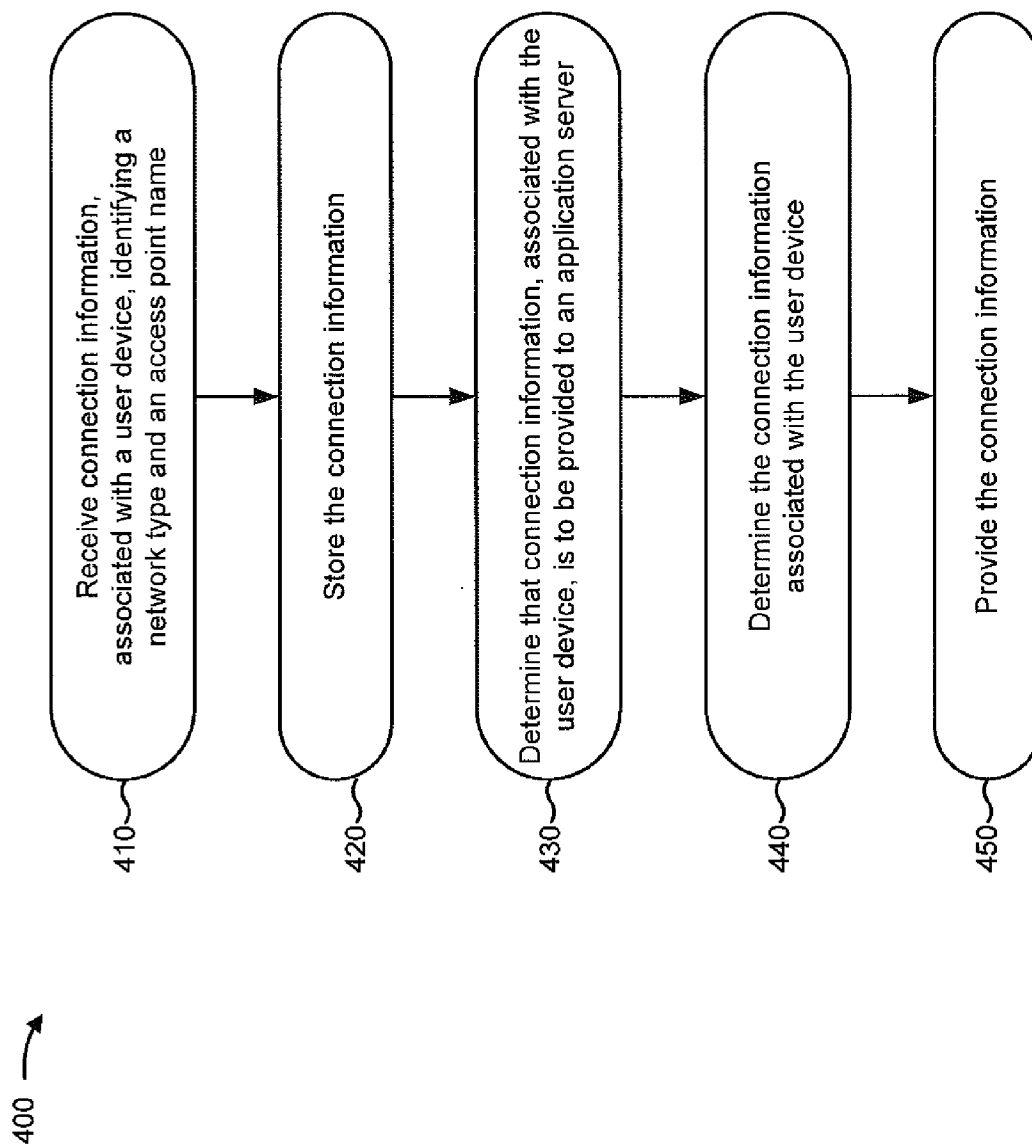 400
410
Receive connection information,
associated with a user device, identifying a
network type and an access point name
420
Store the connection information
430
Determine that connection information, associated with the
user device, is to be provided to an application server
440
Determine the connection information
associated with the user device
450
Provide the connection information